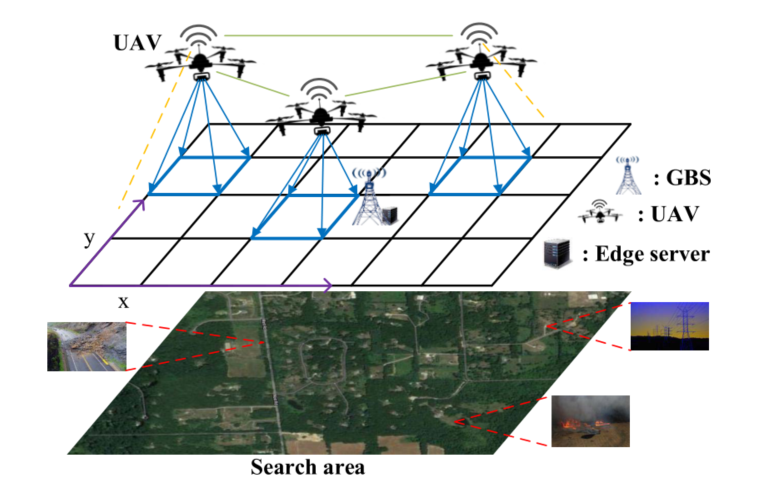 UAV
: GBS
: UAV
: Edge server
y
x
Search area